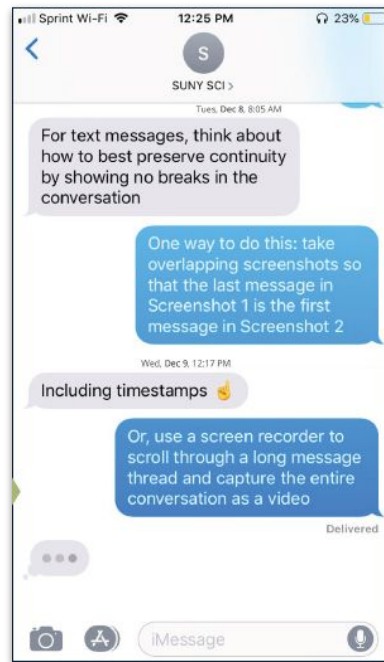 Sprint Wi-Fi
12:25 PM
23%
S
SUNY SCI >
Tues, Dec 8, 8:05 AM
For text messages, think about
how to best preserve continuity
by showing no breaks in the
conversation
One way to do this: take
overlapping screenshots so
that the last message in
Screenshot 1 is the first
message in Screenshot 2
Wed, Dec 9, 12:17 PM
Including timestamps ☝️
Or, use a screen recorder to
scroll through a long message
thread and capture the entire
conversation as a video
Delivered
iMessage